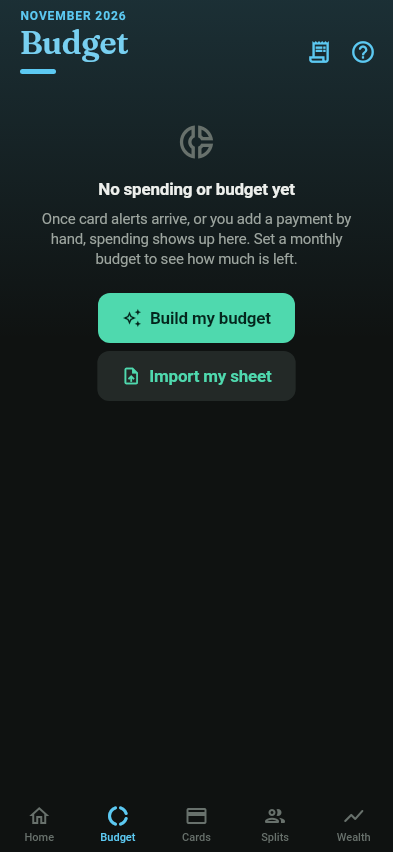 NOVEMBER 2026
Budget
No spending or budget yet
Once card alerts arrive, or you add a payment by
hand, spending shows up here. Set a monthly
budget to see how much is left.
Build my budget
Import my sheet
Home
Budget
Cards
Splits
Wealth